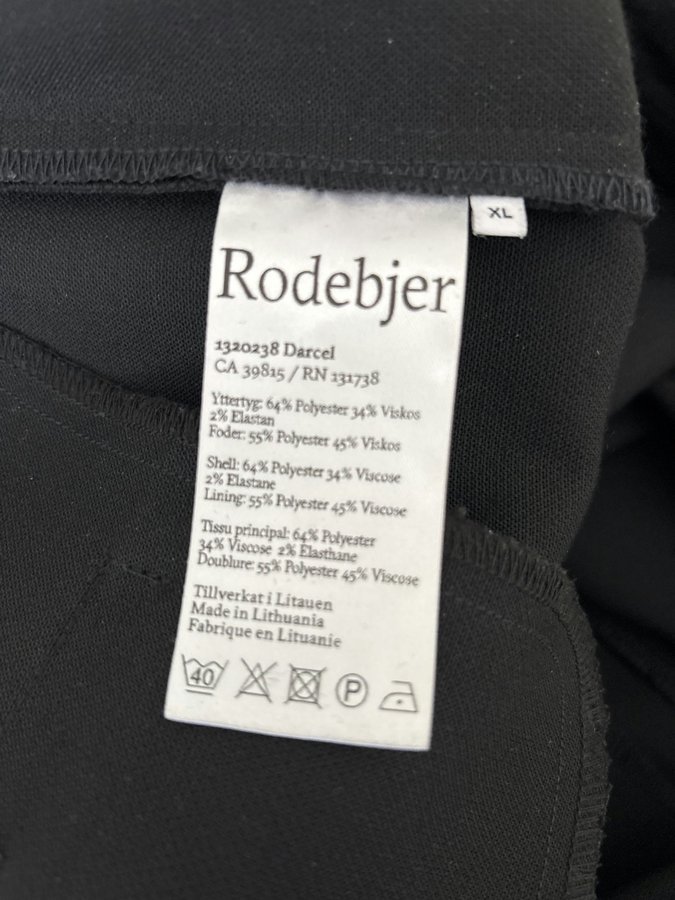 XL
Rodebjer
1320238 Darcel
CA 39815 / RN 131738
Yttertyg: 64% Polyester 34% Viskos
2% Elastan
Foder: 55% Polyester 45% Viskos
Shell: 64% Polyester 34% Viscose
2% Elastane
Lining: 55% Polyester 45% Viscose
Tissu principal: 64% Polyester
34% Viscose 2% Elasthane
Doublure: 55% Polyester 45% Viscose
Tillverkat i Litauen
Made in Lithuania
Fabrique en Lituanie
40 P